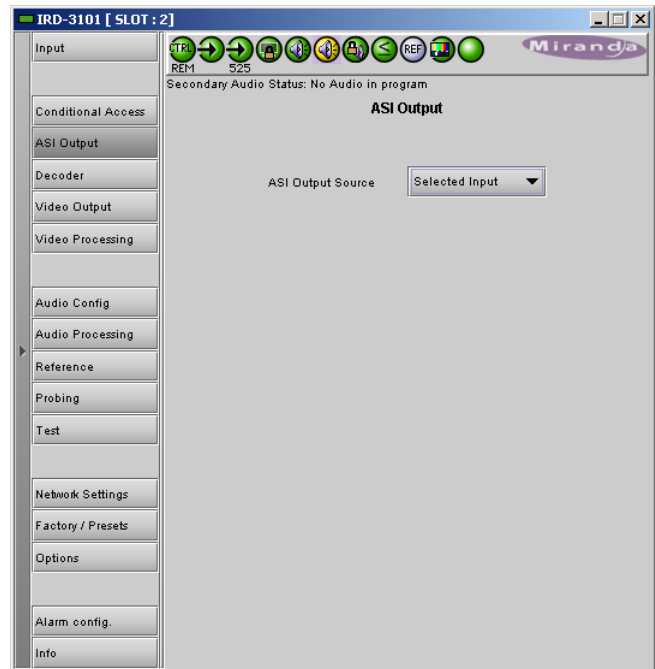 IRD-3101 [ SLOT : 2]
Input
CTRL
REF
Miranda
REM
525
Secondary Audio Status: No Audio in program
ASI Output
Conditional Access
ASI Output
Decoder
ASI Output Source
Selected Input
Video Output
Video Processing
Audio Config
Audio Processing
Reference
Probing
Test
Network Settings
Factory / Presets
Options
Alarm config.
Info